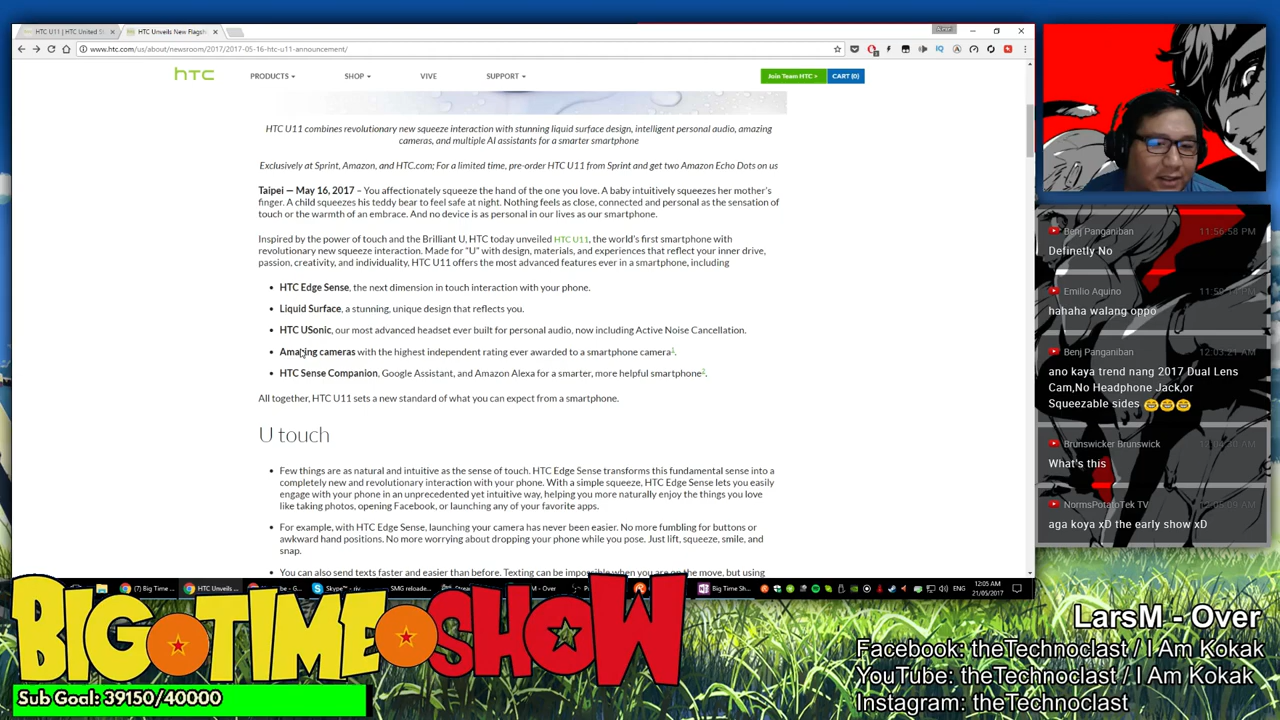 HTC U11 | HTC United St
HTC Unveils New Flagsh
www.htc.com/us/about/newsroom/2017/2017-05-16-htc-u11-announcement/
htc
PRODUCTS
SHOP
VIVE
SUPPORT
Join Team HTC >
CART (0)
HTC U11 combines revolutionary new squeeze interaction with stunning liquid surface design, intelligent personal audio, amazing
cameras, and multiple AI assistants for a smarter smartphone
Exclusively at Sprint, Amazon, and HTC.com; For a limited time, pre-order HTC U11 from Sprint and get two Amazon Echo Dots on us
Taipei — May 16, 2017 – You affectionately squeeze the hand of the one you love. A baby intuitively squeezes her mother's
finger. A child squeezes his teddy bear to feel safe at night. Nothing feels as close, connected and personal as the sensation of
touch or the warmth of an embrace. And no device is as personal in our lives as our smartphone.
Inspired by the power of touch and the Brilliant U, HTC today unveiled HTC U11, the world's first smartphone with
revolutionary new squeeze interaction. Made for "U" with design, materials, and experiences that reflect your inner drive,
passion, creativity, and individuality, HTC U11 offers the most advanced features ever in a smartphone, including
• HTC Edge Sense, the next dimension in touch interaction with your phone.
• Liquid Surface, a stunning, unique design that reflects you.
• HTC USonic, our most advanced headset ever built for personal audio, now including Active Noise Cancellation.
• Amazing cameras with the highest independent rating ever awarded to a smartphone camera1.
• HTC Sense Companion, Google Assistant, and Amazon Alexa for a smarter, more helpful smartphone2.
All together, HTC U11 sets a new standard of what you can expect from a smartphone.
U touch
• Few things are as natural and intuitive as the sense of touch. HTC Edge Sense transforms this fundamental sense into a
completely new and revolutionary interaction with your phone. With a simple squeeze, HTC Edge Sense lets you easily
engage with your phone in an unprecedented yet intuitive way, helping you more naturally enjoy the things you love
like taking photos, opening Facebook, or launching any of your favorite apps.
• For example, with HTC Edge Sense, launching your camera has never been easier. No more fumbling for buttons or
awkward hand positions. No more worrying about dropping your phone while you pose. Just lift, squeeze, smile, and
snap.
• You can also send texts faster and easier than before. Texting can be impossible when you are on the move, but using
(7) Big Time ...
HTC Unveils ...
Skype™ - riv
SMG reloade...
- Over
Big Time Sh...
ENG
12:05 AM
21/05/2017
Benj Panganiban
11:56:58 PM
Definetly No
Emilio Aquino
hahaha walang oppo
Benj Panganiban
12:03:21 AM
ano kaya trend nang 2017 Dual Lens
Cam,No Headphone Jack,or
Squeezable sides 😂😂😂
Brunswicker Brunswick
12:04:30 AM
What's this
NormsPotatoTek TV
12:05:09 AM
aga koya xD the early show xD
BIG TIME SHOW
Sub Goal: 39150/40000
LarsM - Over
Facebook: theTechnoclast / I Am Kokak
YouTube: theTechnoclast / I Am Kokak
Instagram: theTechnoclast